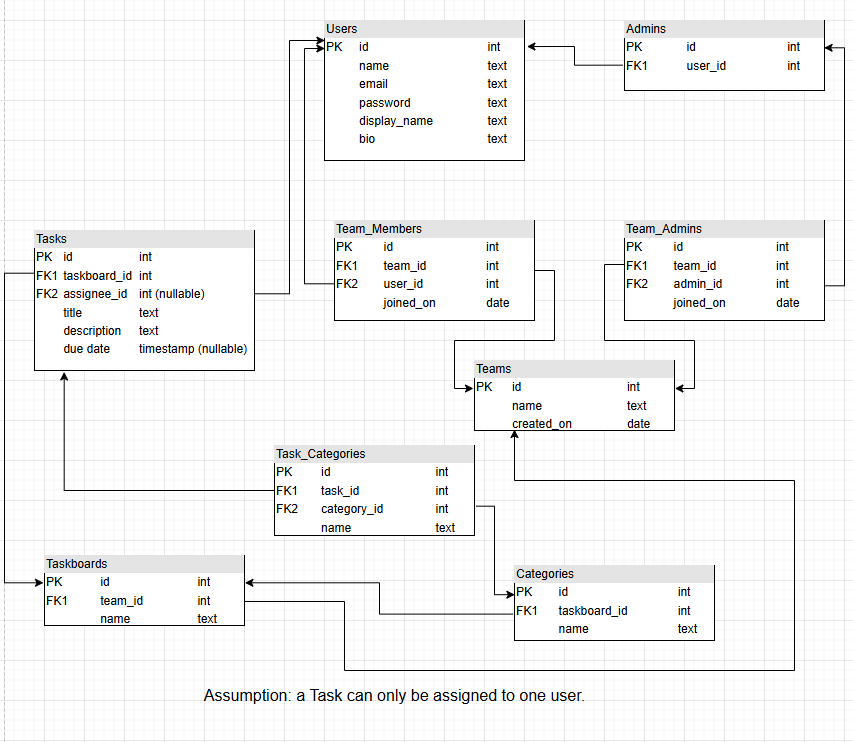 Users
PK id int
name text
email text
password text
display_name text
bio text
Admins
PK id int
FK1 user_id int
Tasks
PK id int
FK1 taskboard_id int
FK2 assignee_id int (nullable)
title text
description text
due date timestamp (nullable)
Team_Members
PK id int
FK1 team_id int
FK2 user_id int
joined_on date
Team_Admins
PK id int
FK1 team_id int
FK2 admin_id int
joined_on date
Teams
PK id int
name text
created_on date
Task_Categories
PK id int
FK1 task_id int
FK2 category_id int
name text
Taskboards
PK id int
FK1 team_id int
name text
Categories
PK id int
FK1 taskboard_id int
name text
Assumption: a Task can only be assigned to one user.